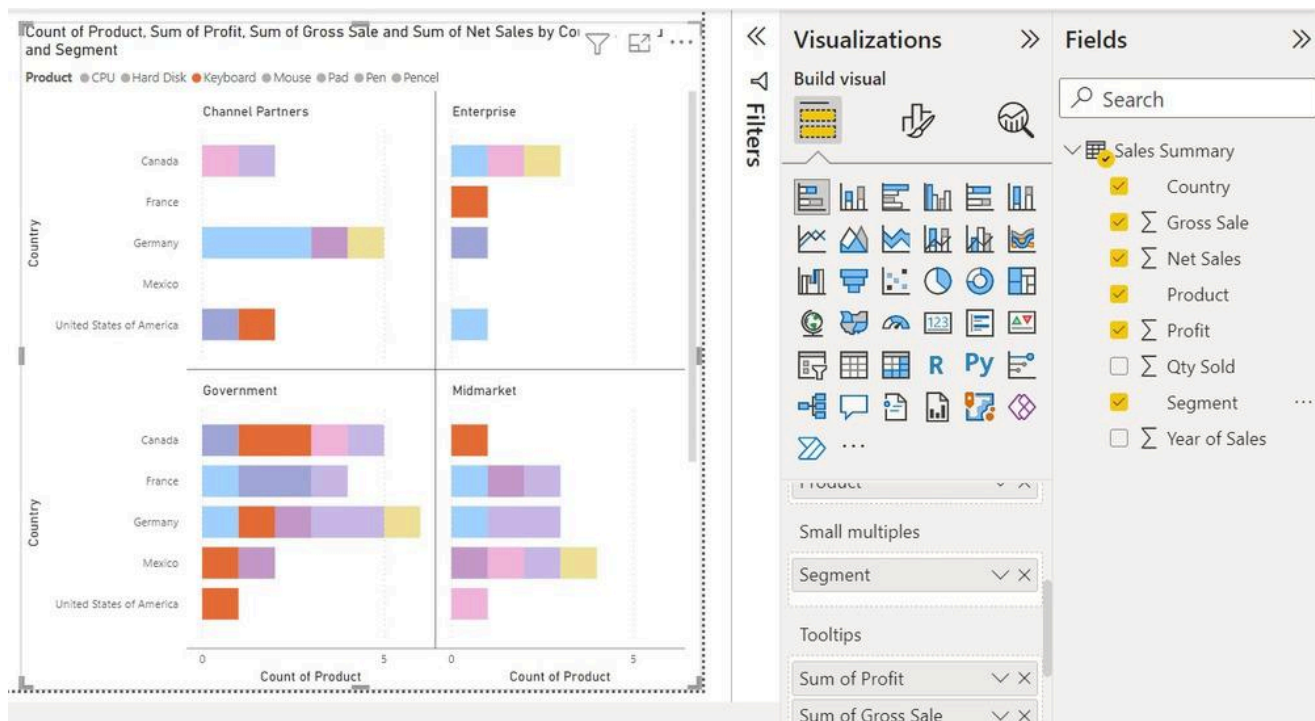 Count of Product, Sum of Profit, Sum of Gross Sale and Sum of Net Sales by Cou
and Segment
Product CPU Hard Disk Keyboard Mouse Pad Pen Pencel
Channel Partners
Enterprise
Country
Canada
France
Germany
Mexico
United States of America
Government
Midmarket
Country
Canada
France
Germany
Mexico
United States of America
0 5 0 5
Count of Product Count of Product
Filters
Visualizations
Build visual
123
R Py
Product
Small multiples
Segment
Tooltips
Sum of Profit
Sum of Gross Sale
Fields
Search
Sales Summary
Country
∑ Gross Sale
∑ Net Sales
Product
∑ Profit
∑ Qty Sold
Segment
∑ Year of Sales